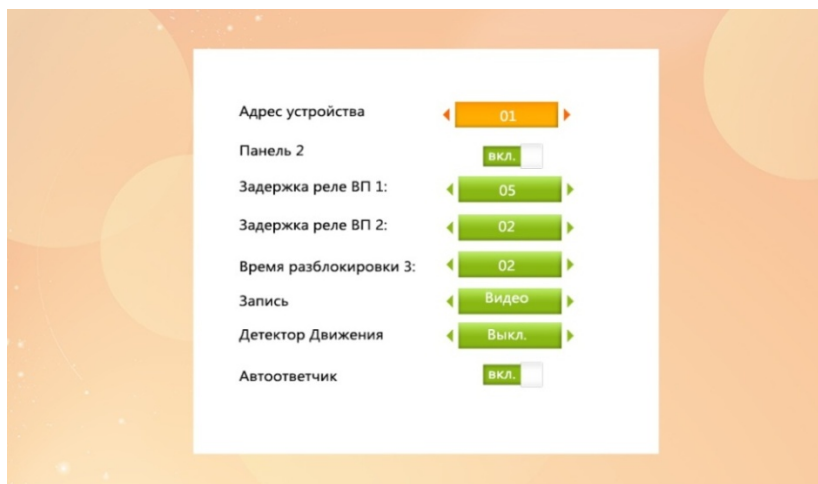 Адрес устройства 01
Панель 2 вкл.
Задержка реле ВП 1: 05
Задержка реле ВП 2: 02
Время разблокировки 3: 02
Запись Видео
Детектор Движения Выкл.
Автоответчик вкл.